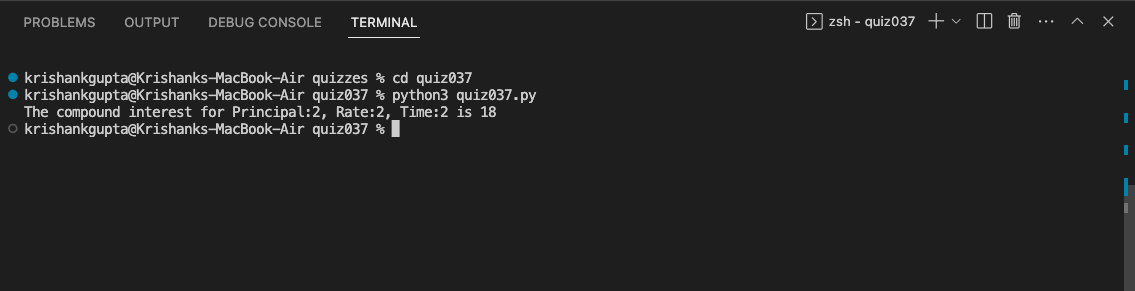 PROBLEMS OUTPUT DEBUG CONSOLE TERMINAL zsh - quiz037
krishankgupta@Krishanks-MacBook-Air quizzes % cd quiz037
krishankgupta@Krishanks-MacBook-Air quiz037 % python3 quiz037.py
The compound interest for Principal:2, Rate:2, Time:2 is 18
krishankgupta@Krishanks-MacBook-Air quiz037 %